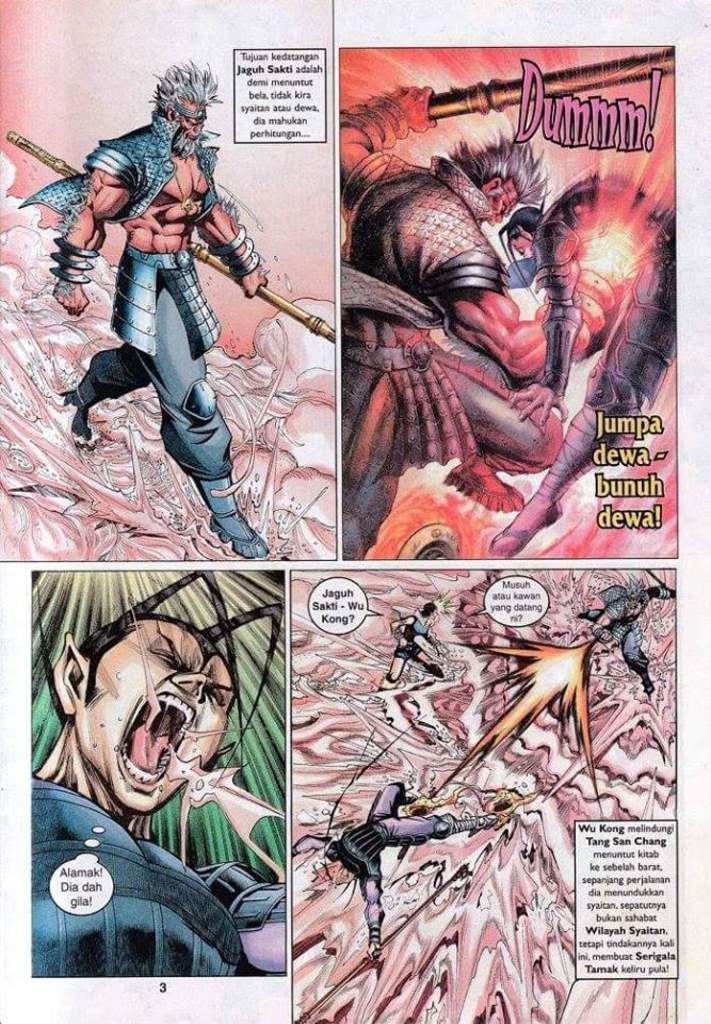 Tujuan kedatangan
Jaguh Sakti adalah
demi menuntut
bela, tidak kira
syaitan atau dewa,
dia mahukan
perhitungan....
Dummm!
Jumpa
dewa -
bunuh
dewa!
Alamak!
Dia dah
gila!
Jaguh
Sakti - Wu
Kong?
Musuh
atau kawan
yang datang
ni?
Wu Kong melindungi
Tang San Chang
menuntut kitab
ke sebelah barat,
sepanjang perjalanan
dia menundukkan
syaitan, sepatutnya
bukan sahabat
Wilayah Syaitan,
tetapi tindakannya kali
ini, membuat Serigala
Tamak keliru pula!
3